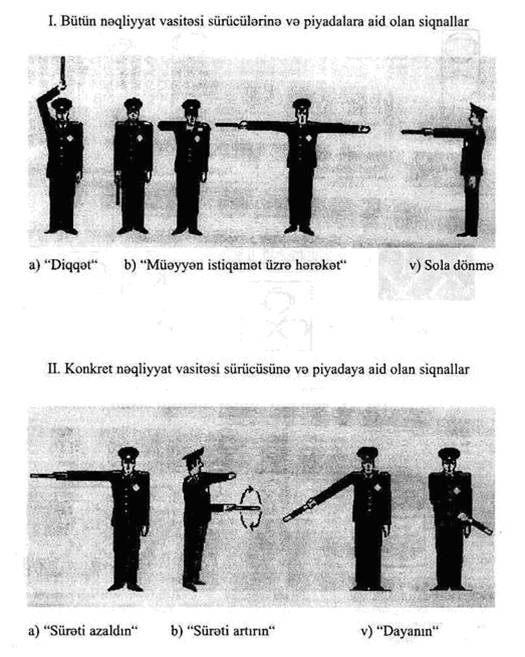 I. Bütün nəqliyyat vasitəsi sürücülərinə və piyadalara aid olan siqnallar
a) “Diqqət“ b) “Müəyyən istiqamət üzrə hərəkət“ v) Sola dönmə
II. Konkret nəqliyyat vasitəsi sürücüsünə və piyadaya aid olan siqnallar
a) “Sürəti azaldın“ b) “Sürəti artırın“ v) “Dayanın“